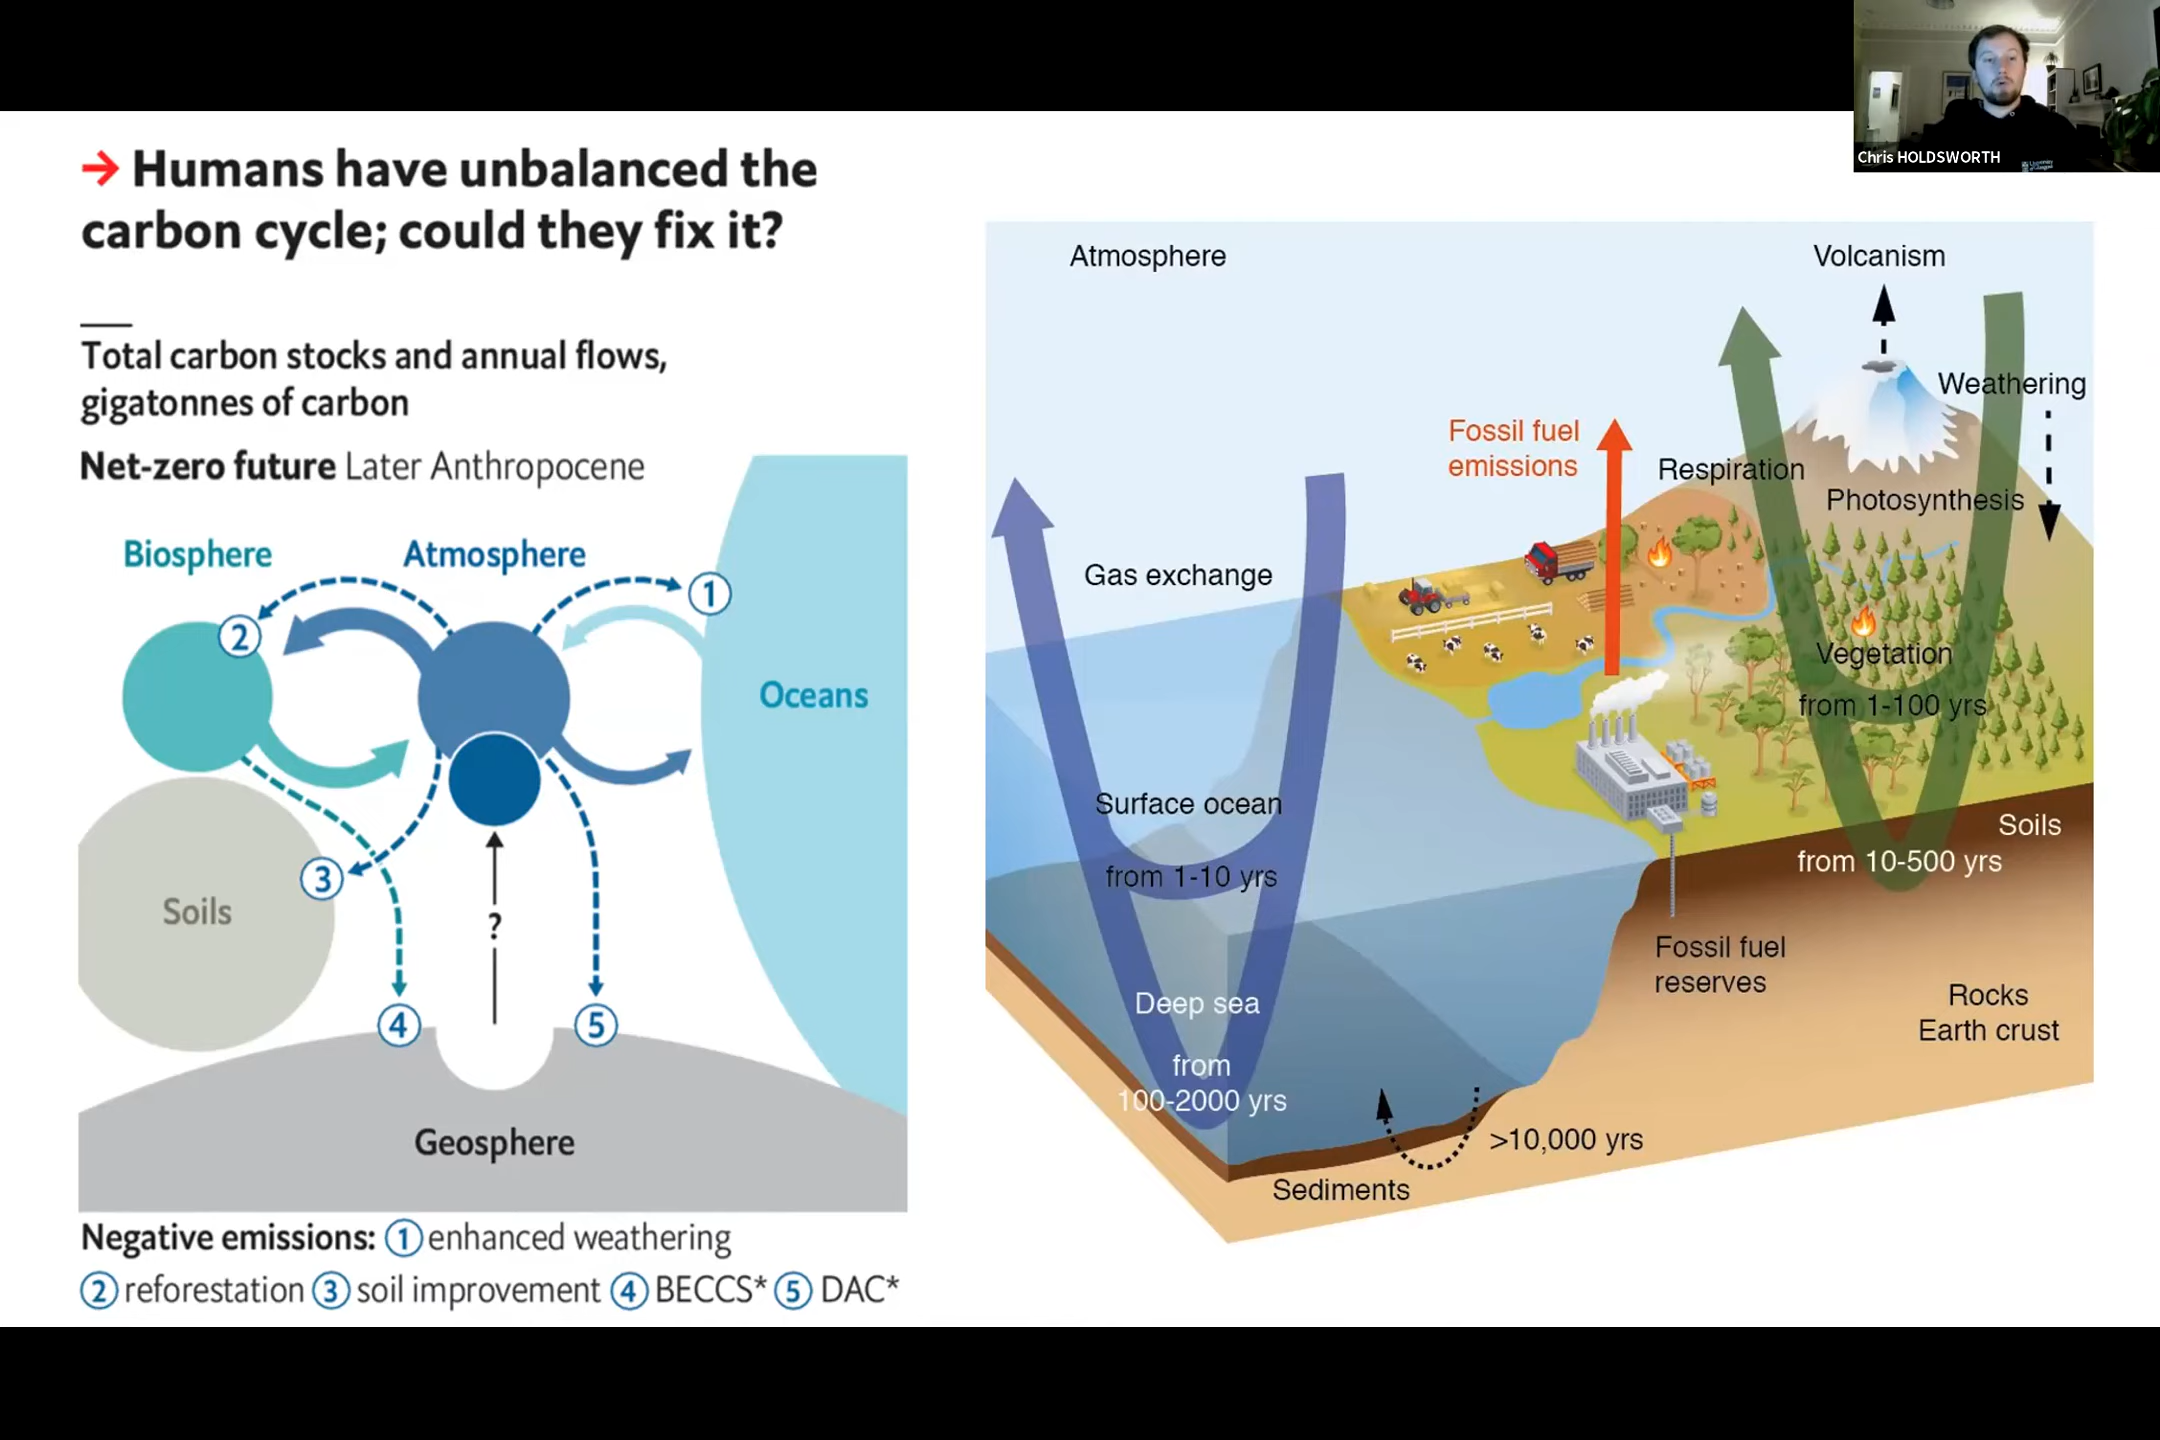 Chris HOLDSWORTH
→ Humans have unbalanced the
carbon cycle; could they fix it?
Total carbon stocks and annual flows,
gigatonnes of carbon
Net-zero future Later Anthropocene
Biosphere
Atmosphere
1
2
Oceans
3
Soils
?
4
5
Geosphere
Negative emissions: 1 enhanced weathering
2 reforestation 3 soil improvement 4 BECCS* 5 DAC*
Atmosphere
Volcanism
Weathering
Fossil fuel
emissions
Respiration
Photosynthesis
Gas exchange
Vegetation
from 1-100 yrs
Surface ocean
from 1-10 yrs
Soils
from 10-500 yrs
Fossil fuel
reserves
Rocks
Earth crust
Deep sea
from
100-2000 yrs
>10,000 yrs
Sediments